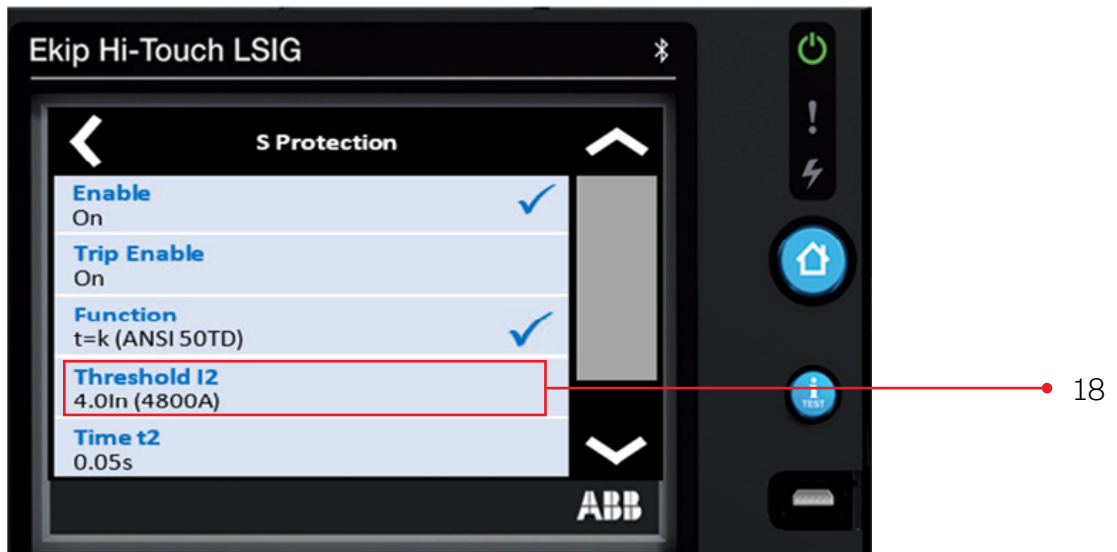 Ekip Hi-Touch LSIG
S Protection
Enable
On
Trip Enable
On
Function
t=k (ANSI 50TD)
Threshold I2
4.0In (4800A)
18
TEST
Time t2
0.05s
ABB